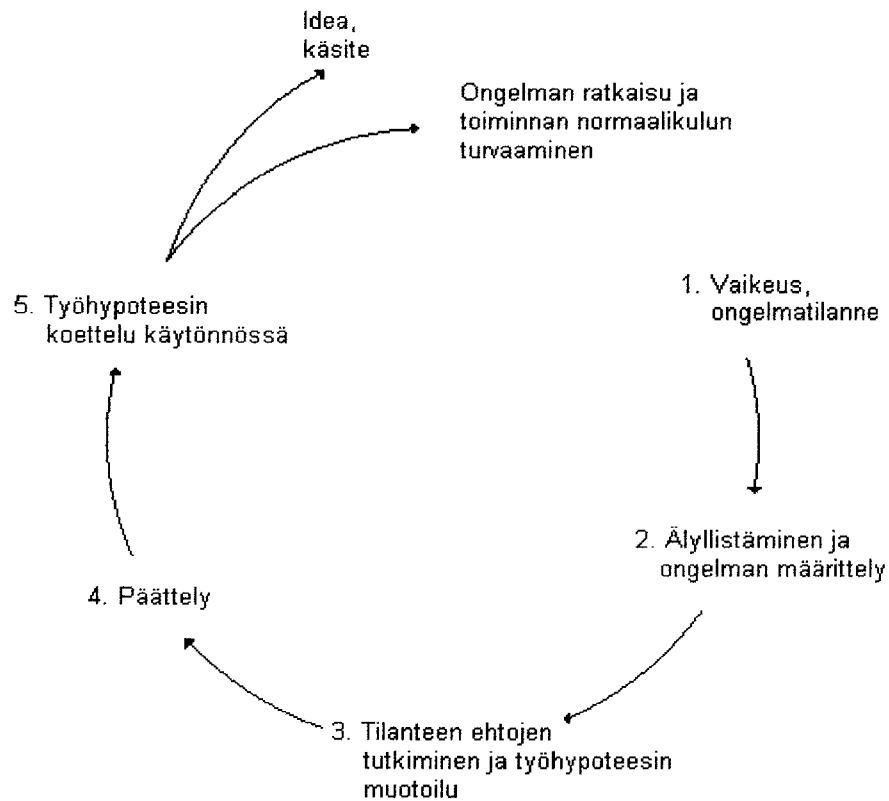 Idea,
käsite
Ongelman ratkaisu ja
toiminnan normaalikulun
turvaaminen
1. Vaikeus,
ongelmatilanne
2. Älyllistäminen ja
ongelman määrittely
3. Tilanteen ehtojen
tutkiminen ja työhypoteesin
muotoilu
4. Päättely
5. Työhypoteesin
koettelu käytönnössä